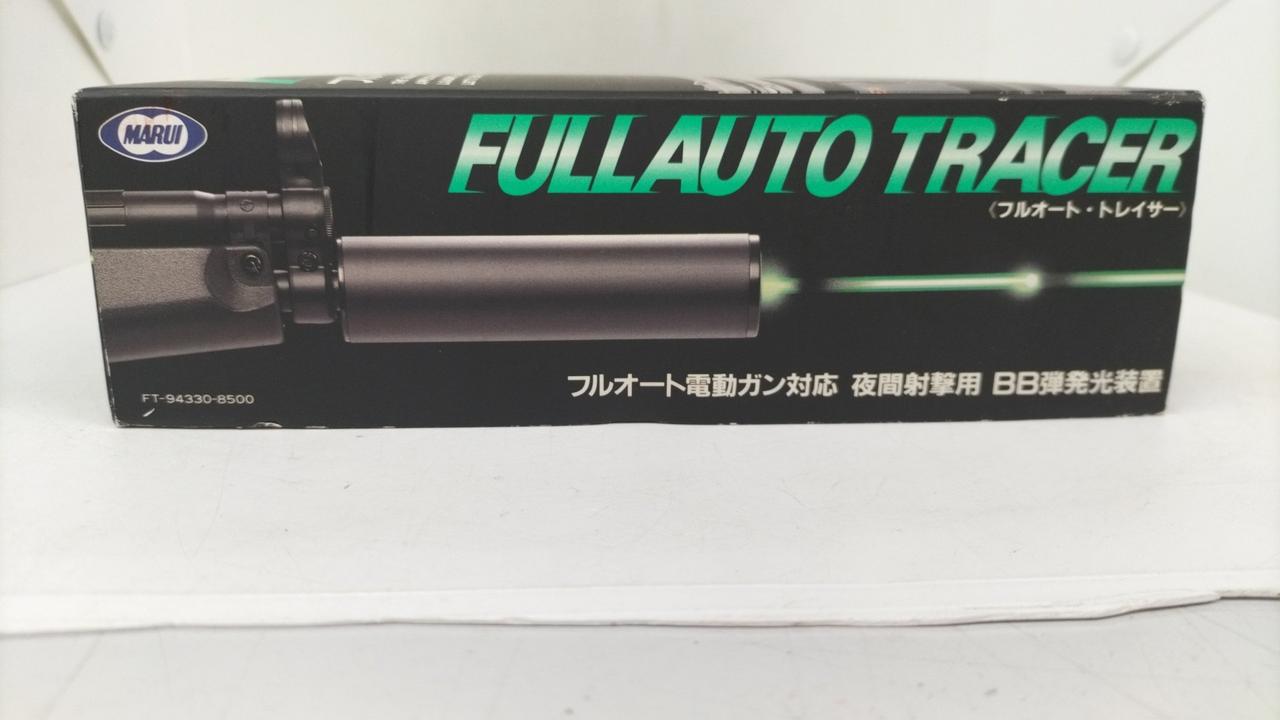 MARUI
FULLAUTO TRACER
《フルオート・トレイサー》
フルオート電動ガン対応 夜間射撃用 BB弾発光装置
FT-94330-8500